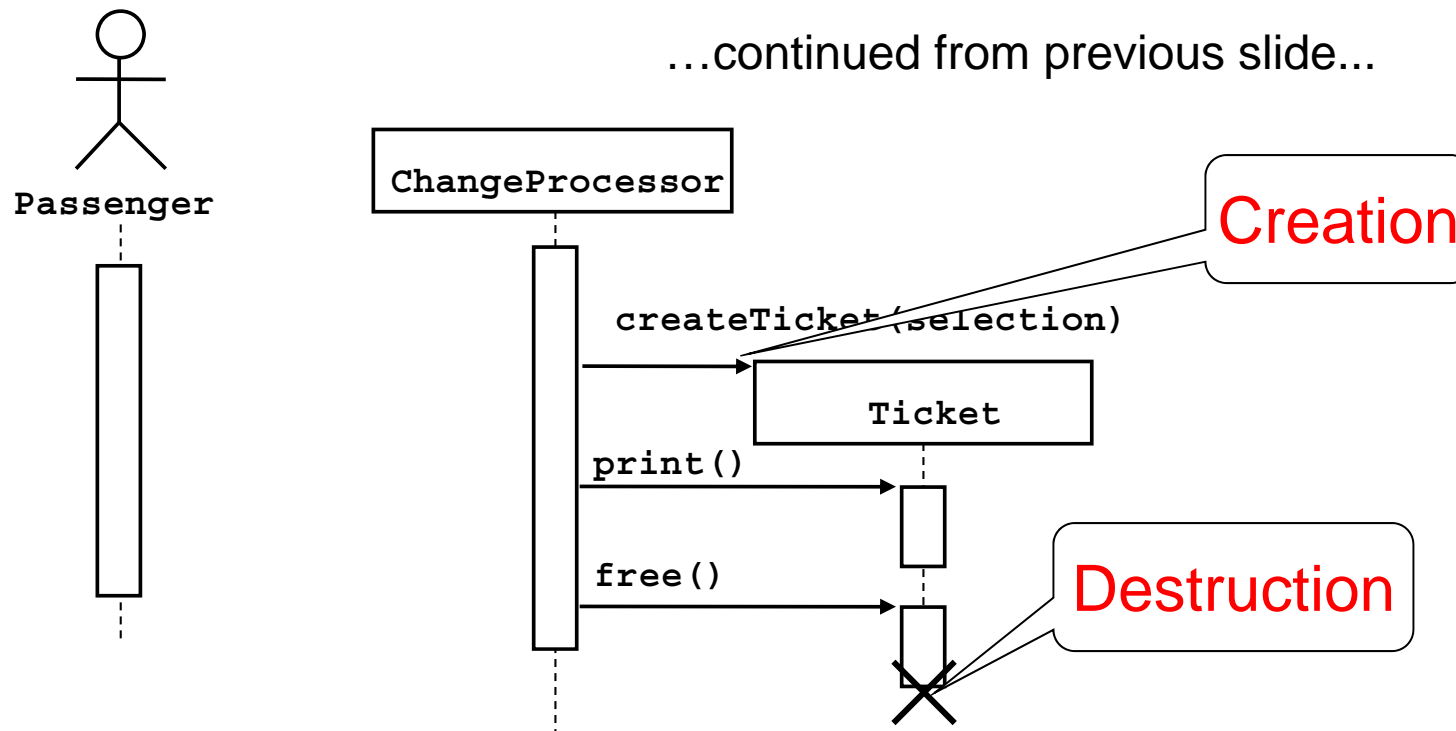 …continued from previous slide...
ChangeProcessor
Passenger
Creation
createTicket(selection)
Ticket
print()
free()
Destruction